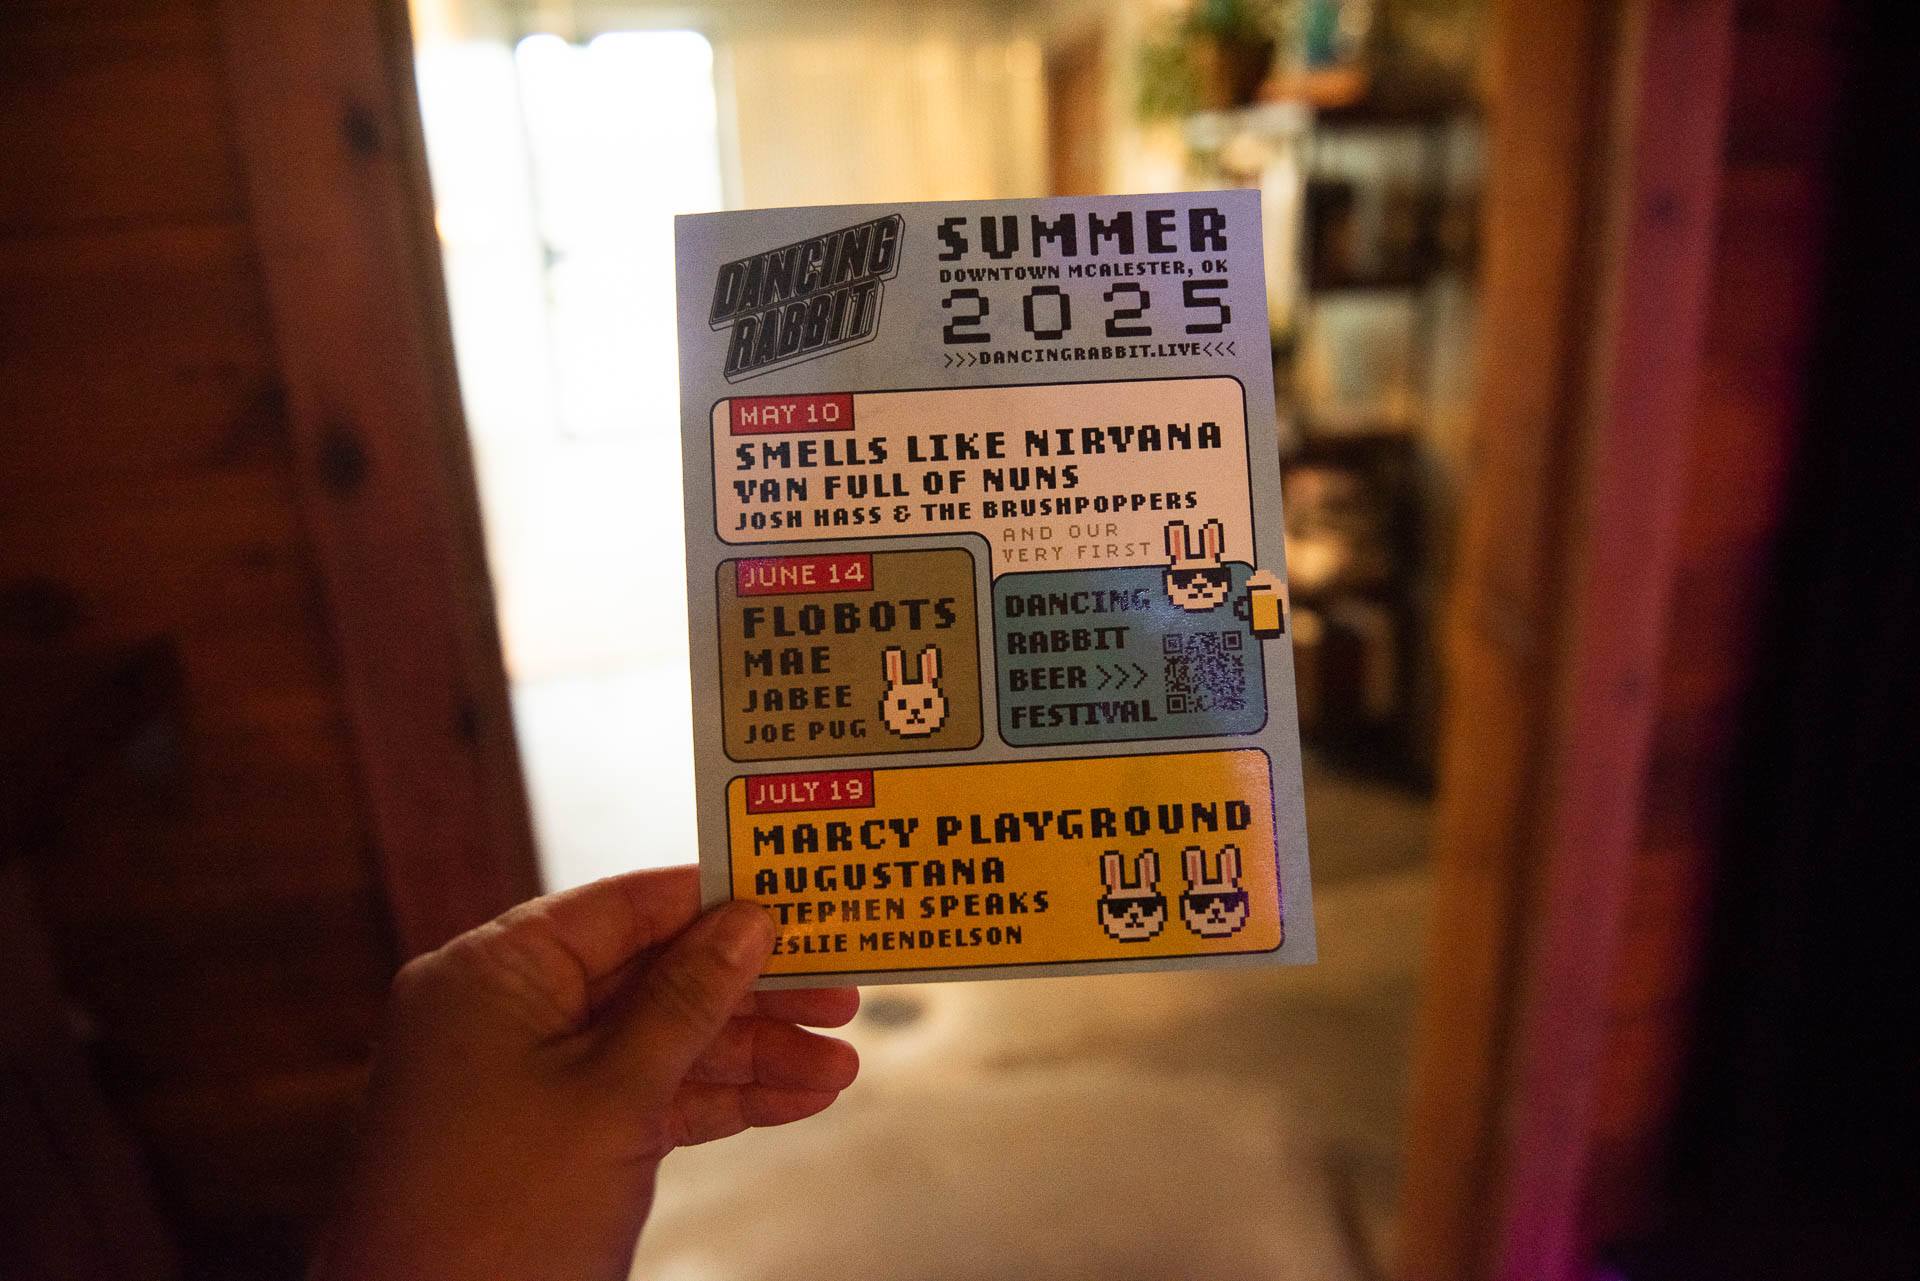 DANCING
RABBIT
SUMMER
DOWNTOWN MCALESTER, OK
2025
>>>DANCINGRABBIT.LIVE<<<
MAY 10
SMELLS LIKE NIRVANA
VAN FULL OF NUNS
JOSH HASS & THE BRUSHPOPPERS
AND OUR
VERY FIRST
DANCING
RABBIT
BEER >>>
FESTIVAL
JUNE 14
FLOBOTS
MAE
JABEE
JOE PUG
JULY 19
MARCY PLAYGROUND
AUGUSTANA
STEPHEN SPEAKS
ESLIE MENDELSON